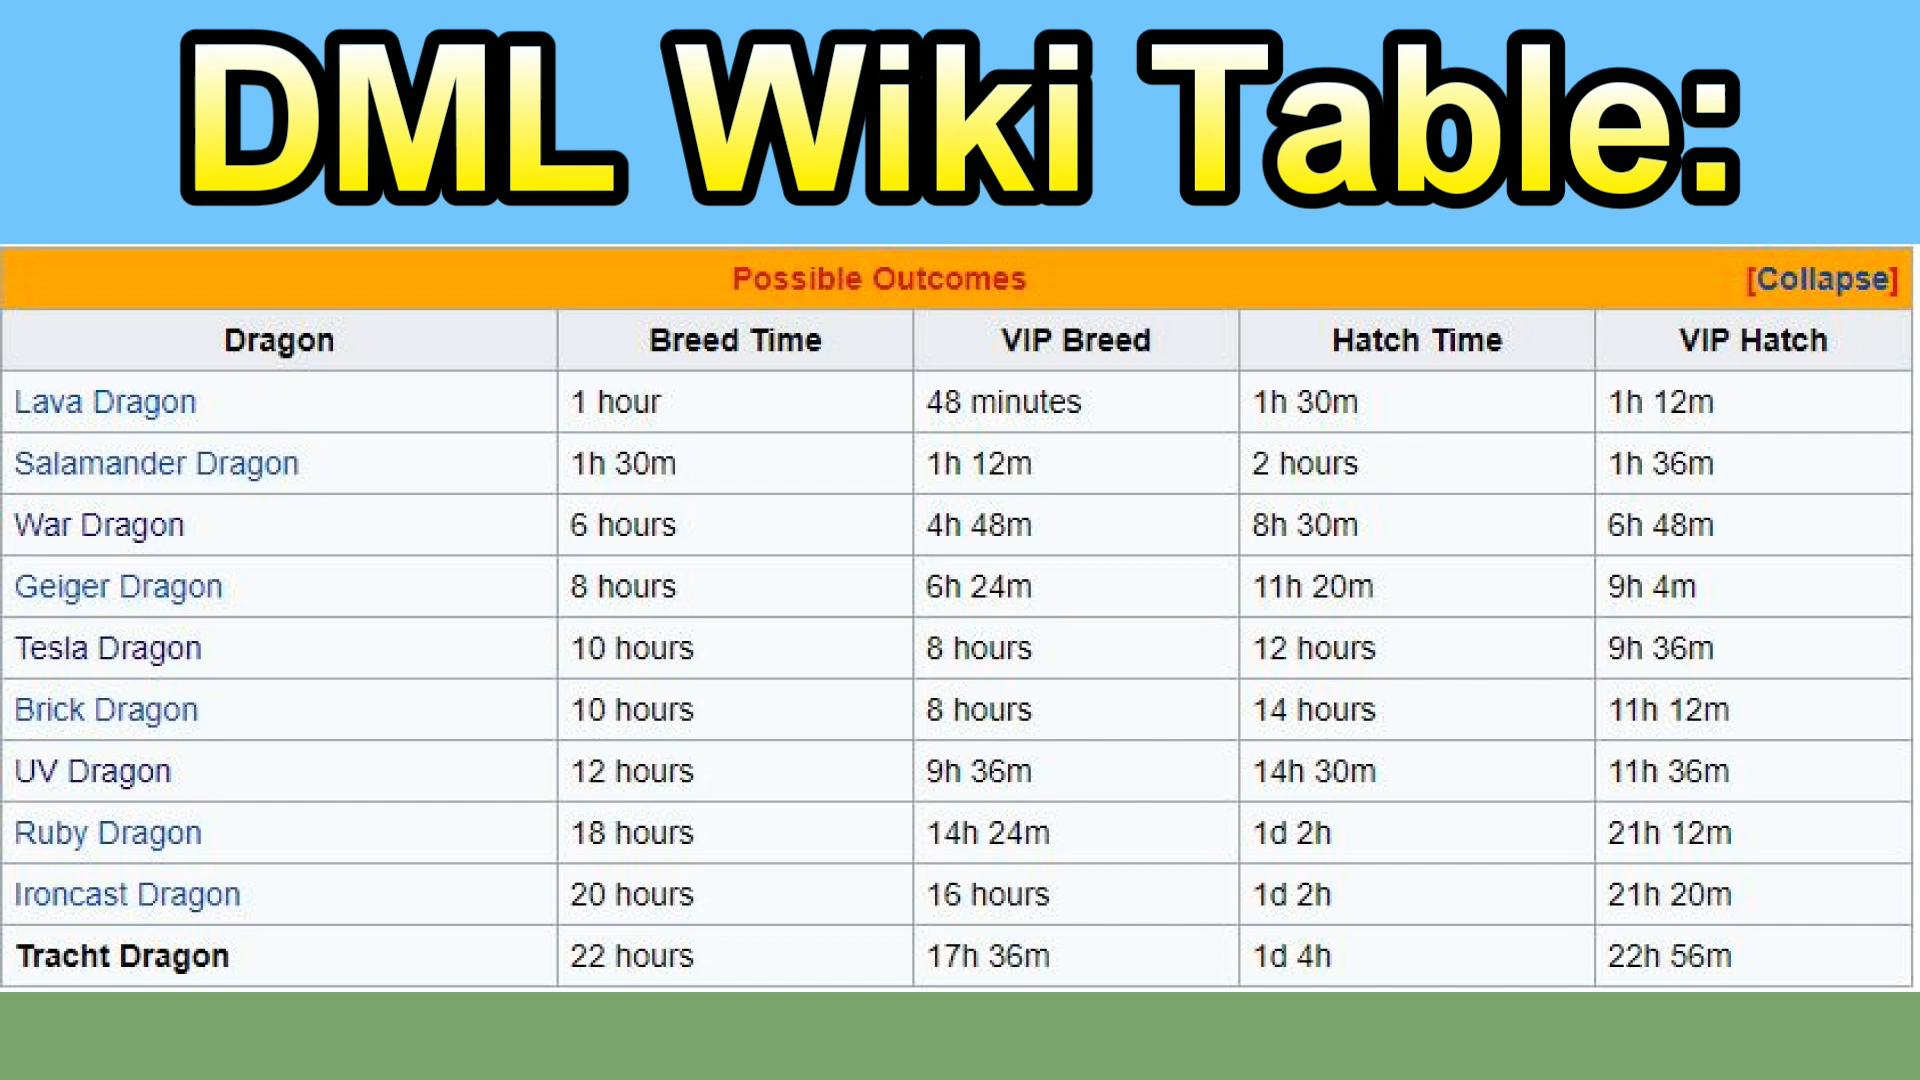 DML Wiki Table:
Possible Outcomes [Collapse]
Dragon Breed Time VIP Breed Hatch Time VIP Hatch
Lava Dragon 1 hour 48 minutes 1h 30m 1h 12m
Salamander Dragon 1h 30m 1h 12m 2 hours 1h 36m
War Dragon 6 hours 4h 48m 8h 30m 6h 48m
Geiger Dragon 8 hours 6h 24m 11h 20m 9h 4m
Tesla Dragon 10 hours 8 hours 12 hours 9h 36m
Brick Dragon 10 hours 8 hours 14 hours 11h 12m
UV Dragon 12 hours 9h 36m 14h 30m 11h 36m
Ruby Dragon 18 hours 14h 24m 1d 2h 21h 12m
Ironcast Dragon 20 hours 16 hours 1d 2h 21h 20m
Tracht Dragon 22 hours 17h 36m 1d 4h 22h 56m